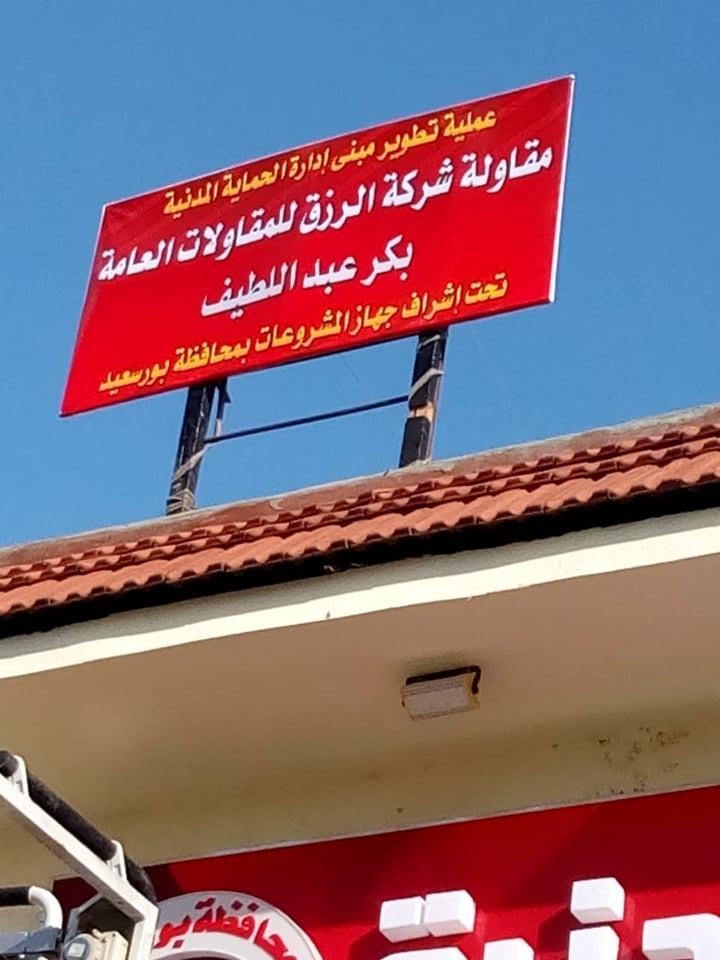 عملية تطوير مبنى إدارة الحماية المدنية
مقاولة شركة الرزق للمقاولات العامة
بكر عبد اللطيف
تحت إشراف جهاز المشروعات بمحافظة بورسعيد
محافظة